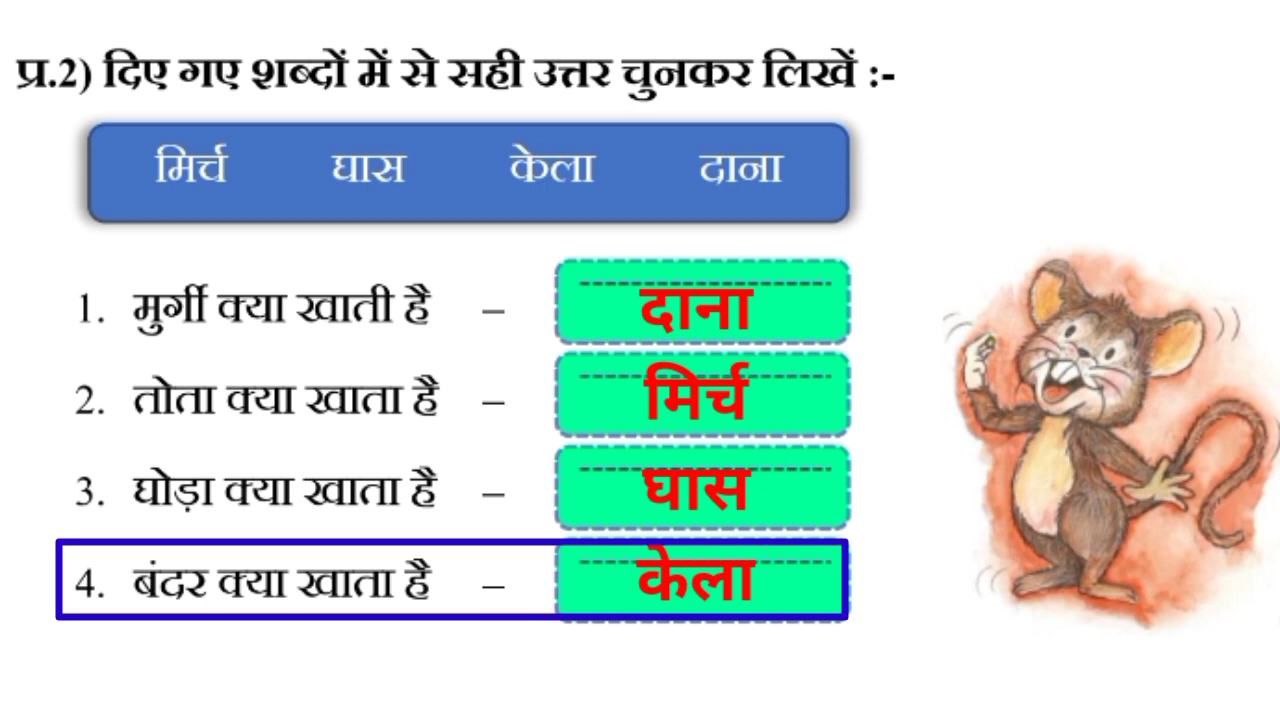 प्र.2) दिए गए शब्दों में से सही उत्तर चुनकर लिखें :-
मिर्च घास केला दाना
1. मुर्गी क्या खाती है – दाना
2. तोता क्या खाता है – मिर्च
3. घोड़ा क्या खाता है – घास
4. बंदर क्या खाता है – केला